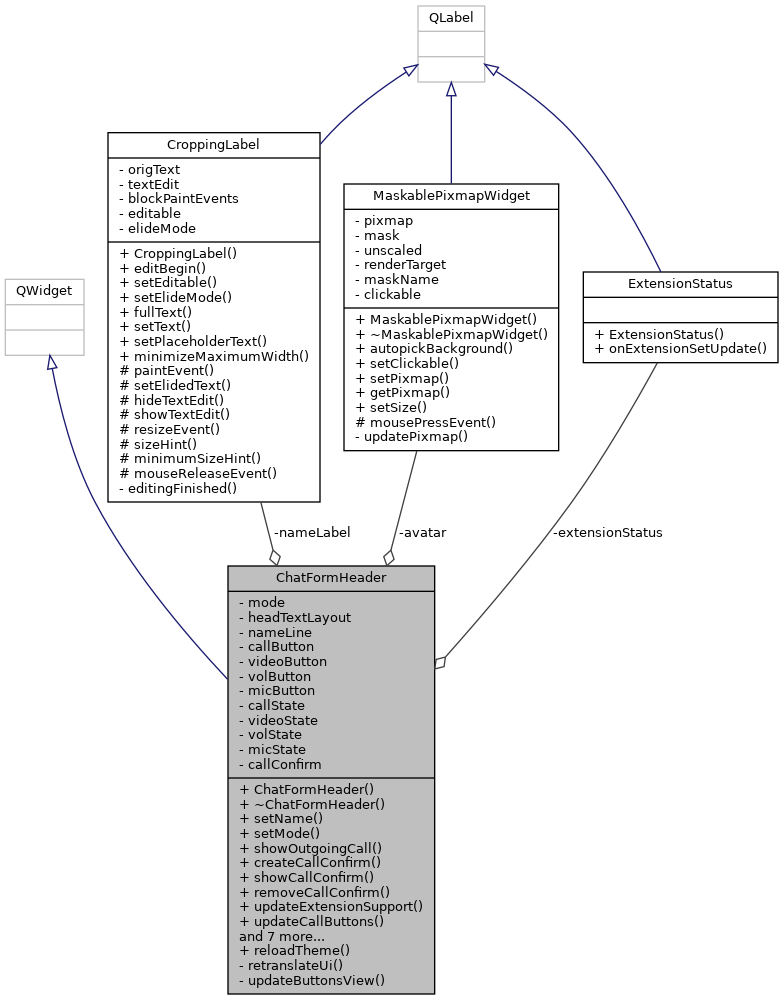 QLabel
CroppingLabel
- origText
- textEdit
- blockPaintEvents
- editable
- elideMode
+ CroppingLabel()
+ editBegin()
+ setEditable()
+ setElideMode()
+ fullText()
+ setText()
+ setPlaceholderText()
+ minimizeMaximumWidth()
# paintEvent()
# setElidedText()
# hideTextEdit()
# showTextEdit()
# resizeEvent()
# sizeHint()
# minimumSizeHint()
# mouseReleaseEvent()
- editingFinished()
MaskablePixmapWidget
- pixmap
- mask
- unscaled
- renderTarget
- maskName
- clickable
+ MaskablePixmapWidget()
+ ~MaskablePixmapWidget()
+ autopickBackground()
+ setClickable()
+ setPixmap()
+ getPixmap()
+ setSize()
# mousePressEvent()
- updatePixmap()
ExtensionStatus
+ ExtensionStatus()
+ onExtensionSetUpdate()
QWidget
-nameLabel
-avatar
-extensionStatus
ChatFormHeader
- mode
- headTextLayout
- nameLine
- callButton
- videoButton
- volButton
- micButton
- callState
- videoState
- volState
- micState
- callConfirm
+ ChatFormHeader()
+ ~ChatFormHeader()
+ setName()
+ setMode()
+ showOutgoingCall()
+ createCallConfirm()
+ showCallConfirm()
+ removeCallConfirm()
+ updateExtensionSupport()
+ updateCallButtons()
and 7 more...
+ reloadTheme()
- retranslateUi()
- updateButtonsView()